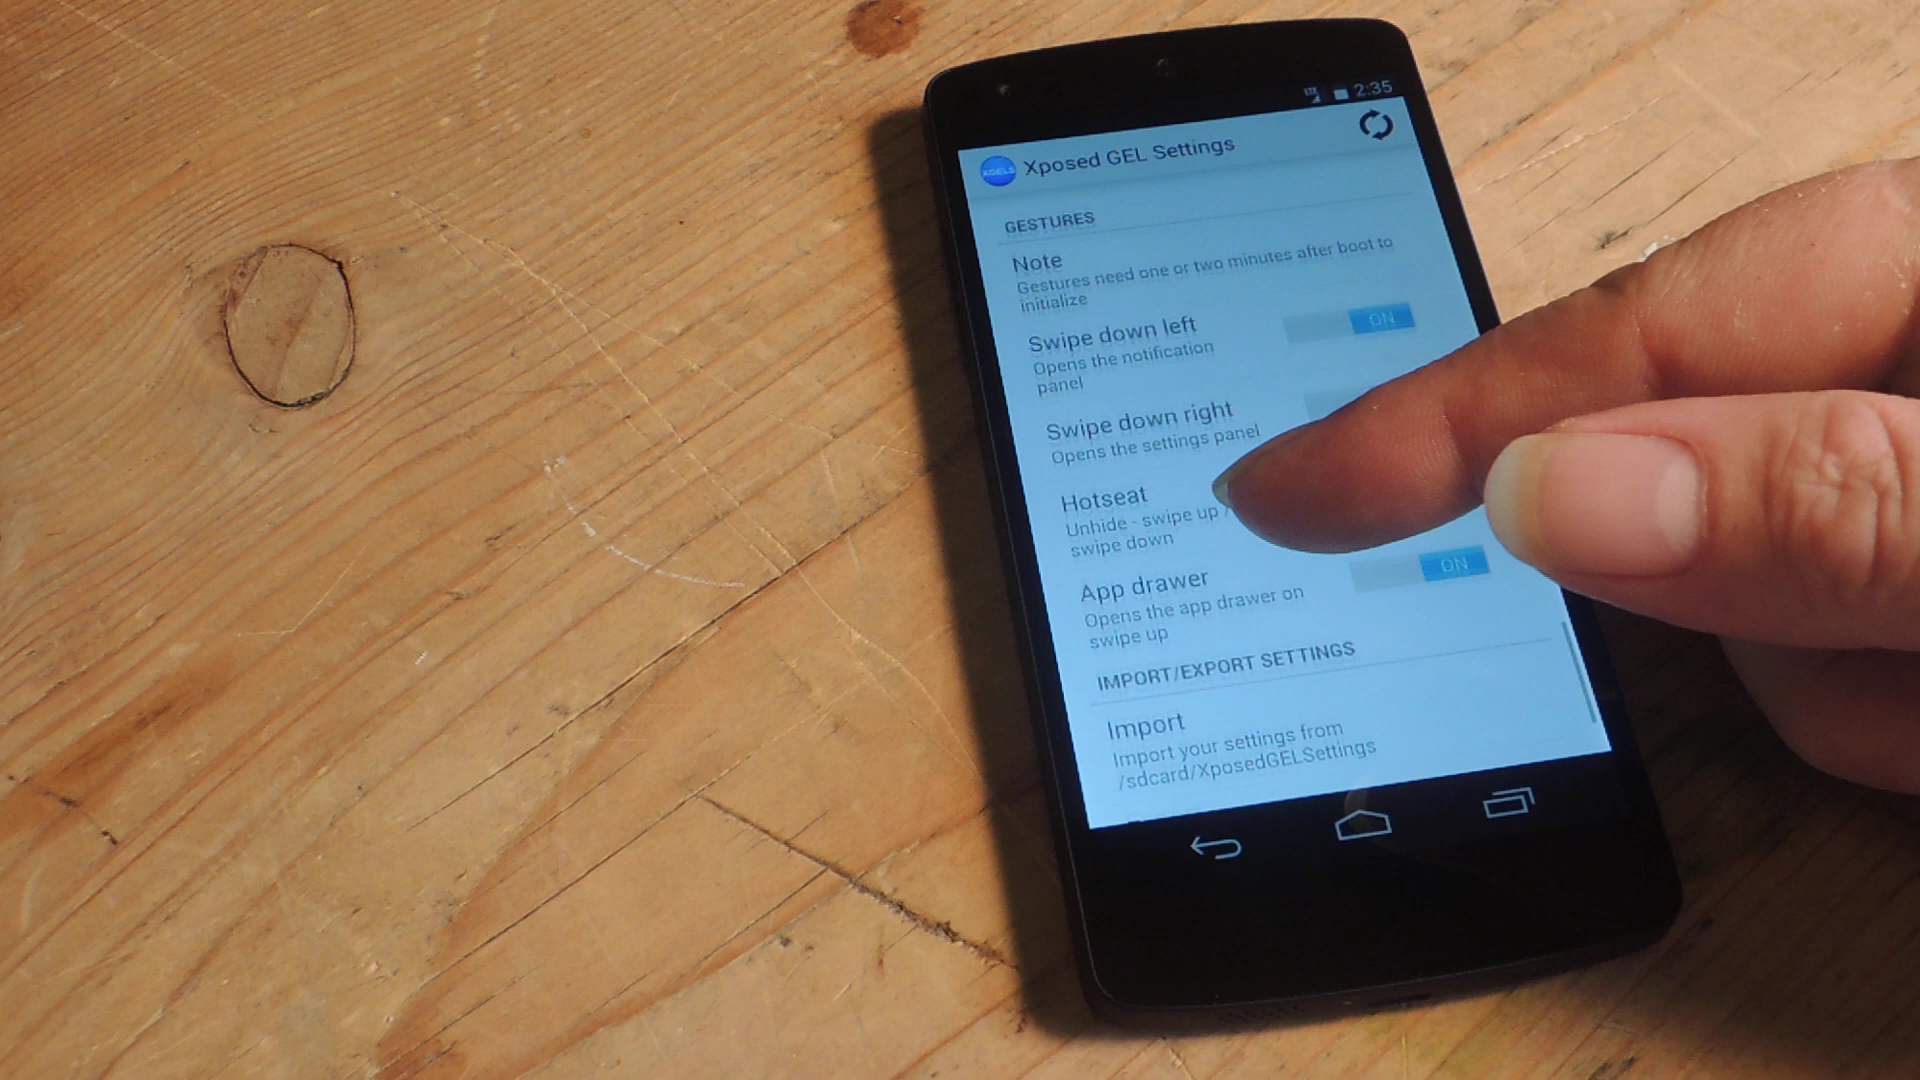 LTE 2:35
XGELS Xposed GEL Settings
GESTURES
Note
Gestures need one or two minutes after boot to
initialize
Swipe down left ON
Opens the notification
panel
Swipe down right
Opens the settings panel
Hotseat
Unhide - swipe up /
swipe down
App drawer ON
Opens the app drawer on
swipe up
IMPORT/EXPORT SETTINGS
Import
Import your settings from
/sdcard/XposedGELSettings